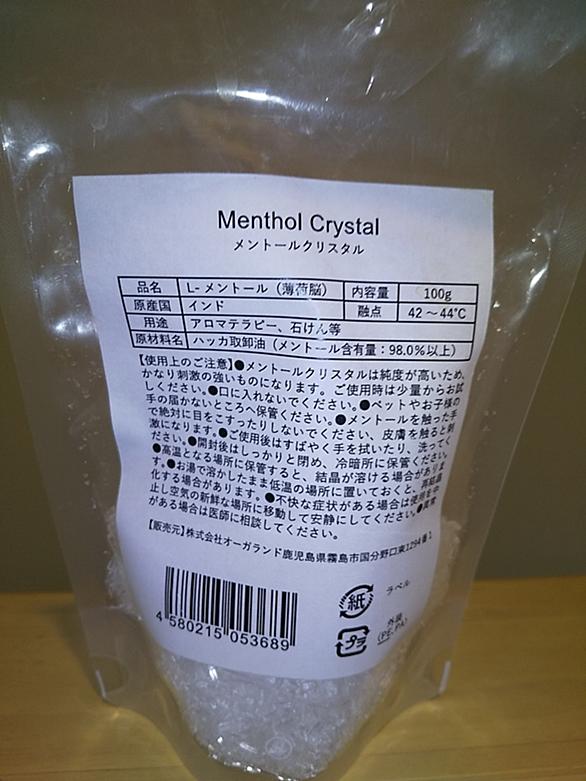 Menthol Crystal
メントールクリスタル
品名 L-メントール（薄荷脳） 内容量 100g
原産国 インド 融点 42～44℃
用途 アロマテラピー、石けん等
原材料名 ハッカ取卸油（メントール含有量：98.0%以上）
【使用上のご注意】●メントールクリスタルは純度が高いため、
かなり刺激の強いものになります。ご使用時は少量からお試
しください。●口に入れないでください。●ペットやお子様の
手の届かないところへ保管ください。●メントールを触った手
で絶対に目をこすったりしないでください、皮膚を触ると刺
激になります。●ご使用後はすばやく手を拭いたり、洗ってく
ださい。●開封後はしっかりと閉め、冷暗所に保管ください。
●高温となる場所に保管すると、結晶が溶ける場合がありま
す。●お湯で溶かしたまま低温の場所に置いておくと、再結晶
化する場合があります。●不快な症状がある場合は使用を中
止し空気の新鮮な場所に移動して安静にしてください。●異常
がある場合は医師に相談してください。
【販売元】株式会社オーガランド鹿児島県霧島市国分野口東1294番1
4 580215 053689
紙 ラベル
プラ 外装
(PE,PA)